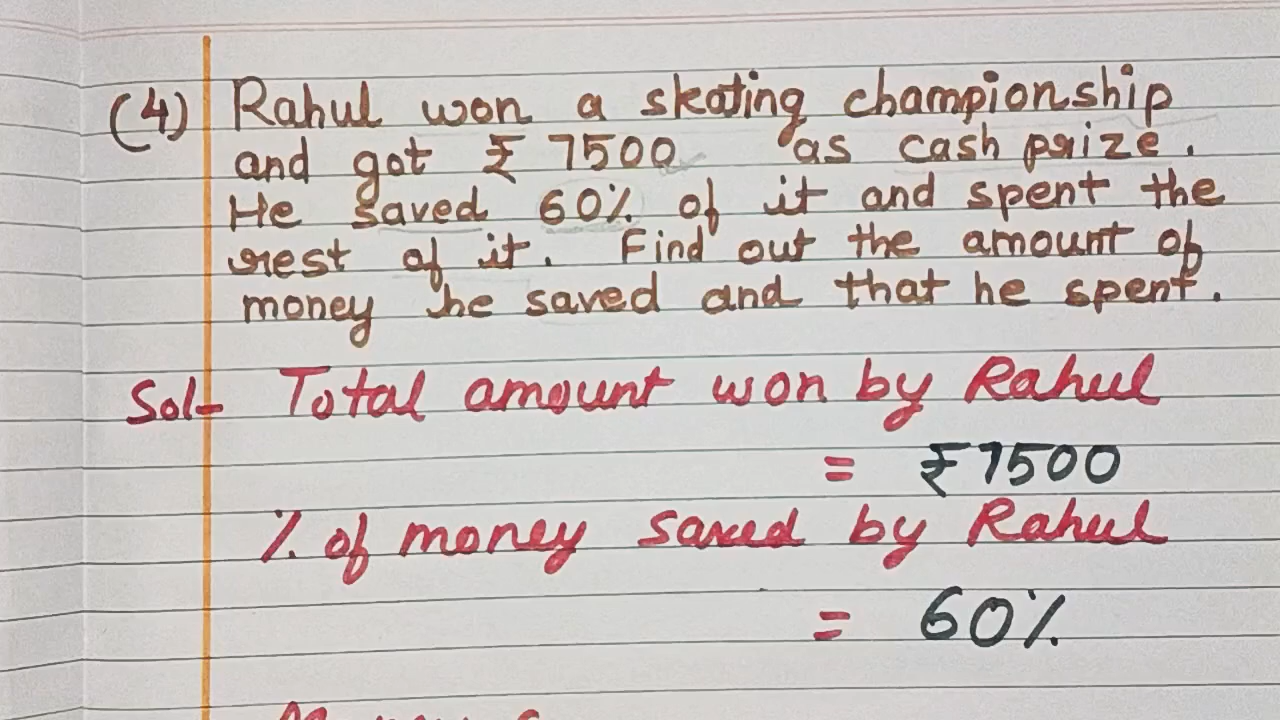 (4) Rahul won a skating championship
and got ₹ 7500 as cash prize.
He saved 60% of it and spent the
rest of it. Find out the amount of
money he saved and that he spent.
Sol- Total amount won by Rahul
= ₹7500
% of money saved by Rahul
= 60%